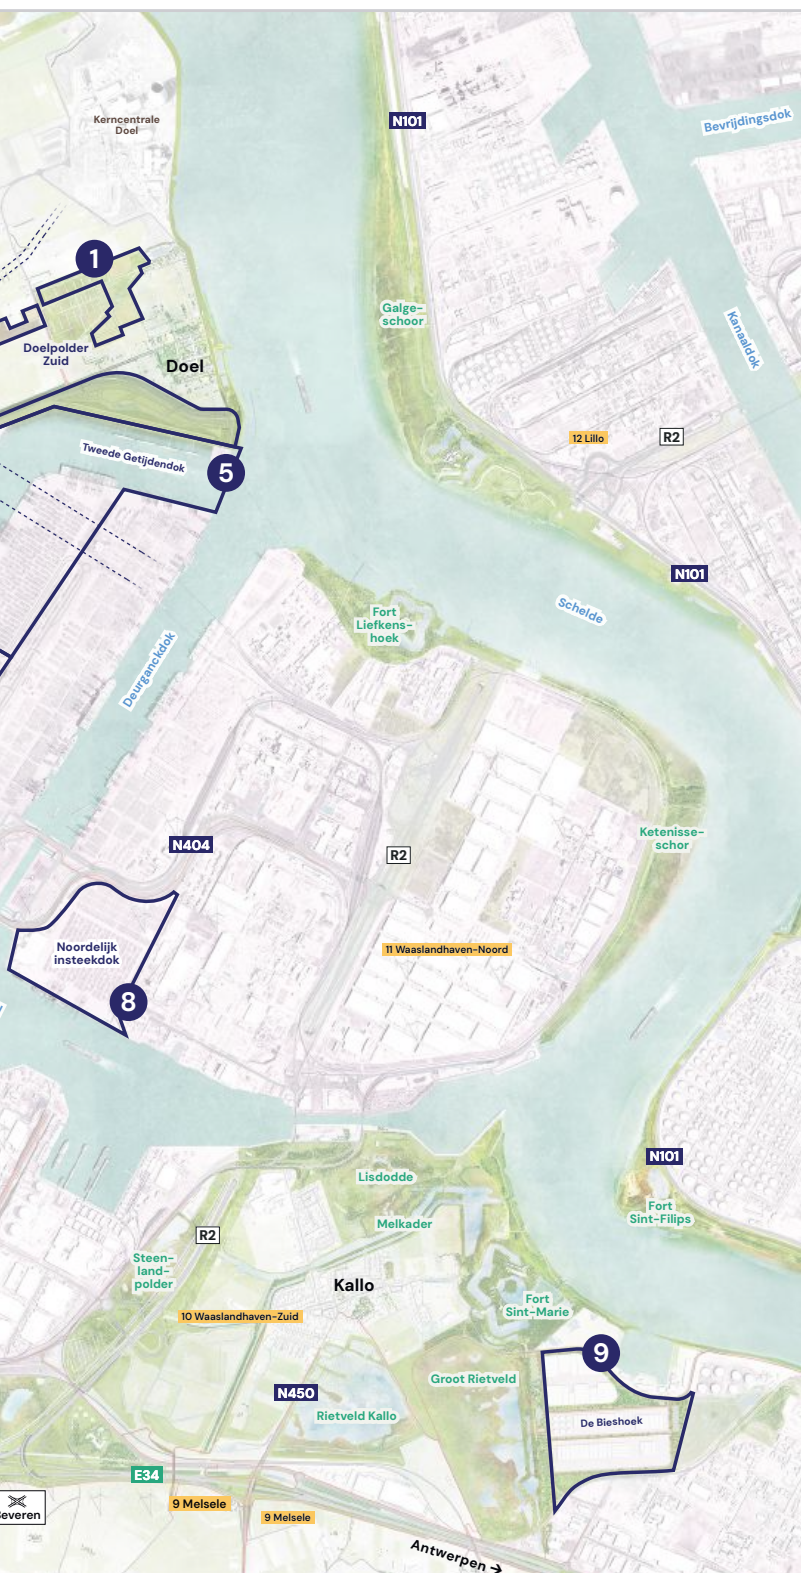 Kerncentrale
Doel
N101
Bevrijdingsdok
1
Galge-
schoor
Kanaaldok
Doelpolder
Zuid
Doel
12 Lillo
R2
Tweede Getijdendok
5
N101
Schelde
Fort
Liefkens-
hoek
Deurganckdok
Ketenisse-
schor
N404
R2
Noordelijk
insteekdok
11 Waaslandhaven-Noord
8
N101
Lisdodde
Fort
Sint-Filips
Melkader
R2
Steen-
land-
polder
Kallo
Fort
Sint-Marie
10 Waaslandhaven-Zuid
9
Groot Rietveld
N450
Rietveld Kallo
De Bieshoek
E34
9 Melsele
9 Melsele
Antwerpen →